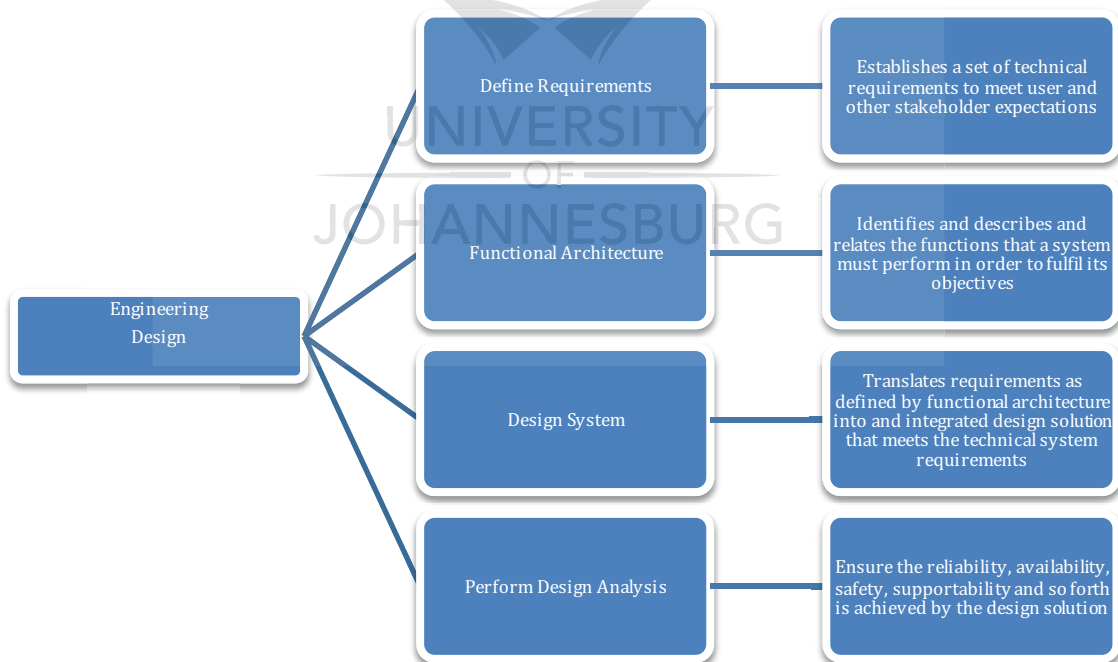 Engineering
Design
Define Requirements
Establishes a set of technical
requirements to meet user and
other stakeholder expectations
UNIVERSITY
OF
JOHANNESBURG
Functional Architecture
Identifies and describes and
relates the functions that a system
must perform in order to fulfil its
objectives
Design System
Translates requirements as
defined by functional architecture
into and integrated design solution
that meets the technical system
requirements
Perform Design Analysis
Ensure the reliability, availability,
safety, supportability and so forth
is achieved by the design solution